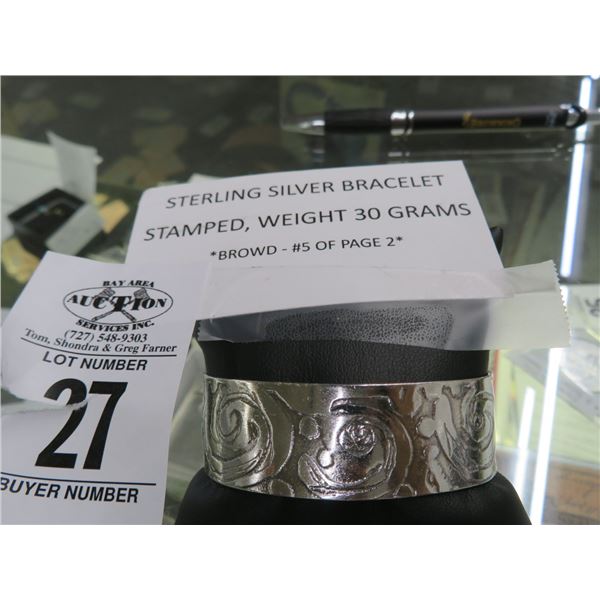 STERLING SILVER BRACELET
STAMPED, WEIGHT 30 GRAMS
*BROWD - #5 OF PAGE 2*
BAY AREA
AUCTION
SERVICES INC.
(727) 548-9303
Tom, Shondra & Greg Farner
LOT NUMBER
27
BUYER NUMBER